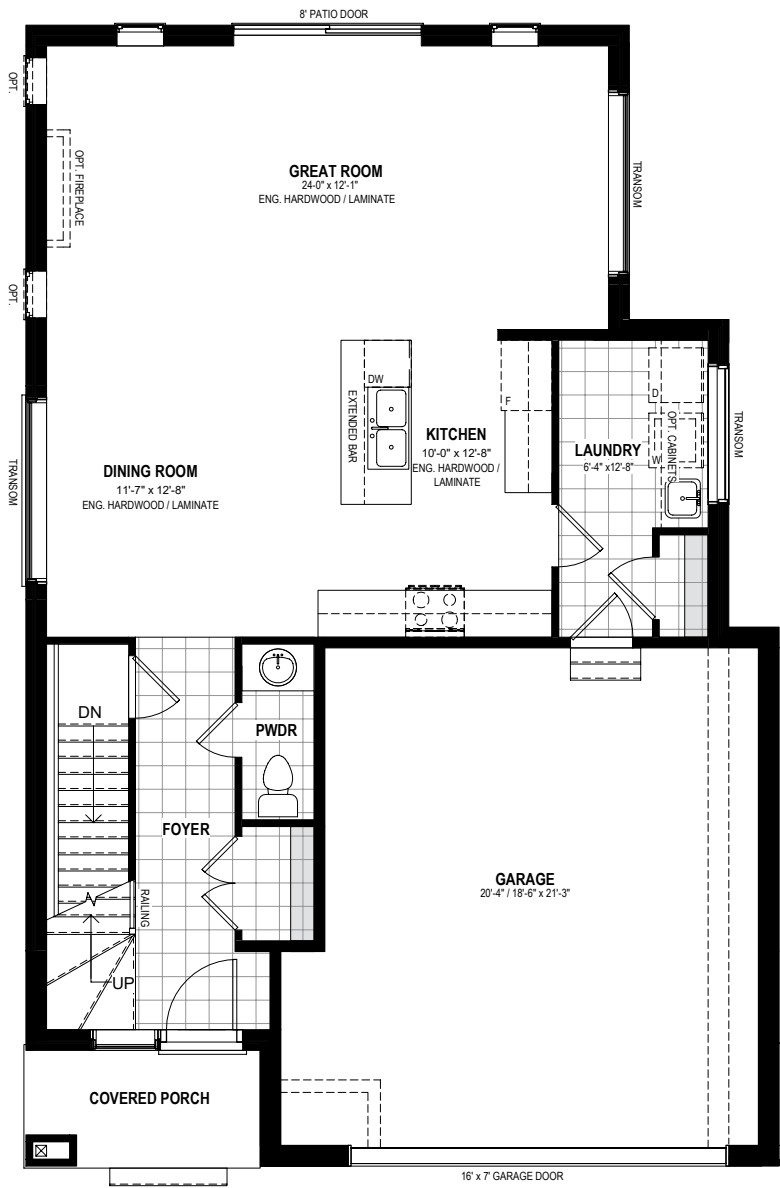 8' PATIO DOOR
OPT.
OPT. FIREPLACE
GREAT ROOM
24-0" x 12'-1"
ENG. HARDWOOD / LAMINATE
TRANSOM
OPT.
DW
EXTENDED BAR
F
KITCHEN
10'-0" x 12'-8"
ENG. HARDWOOD /
LAMINATE
D
OPT. CABINETS
W
LAUNDRY
6'-4" x12'-8"
TRANSOM
DINING ROOM
11'-7" x 12'-8"
ENG. HARDWOOD / LAMINATE
TRANSOM
DN
PWDR
FOYER
RAILING
UP
GARAGE
20'-4" / 18'-6" x 21'-3"
COVERED PORCH
16' x 7' GARAGE DOOR